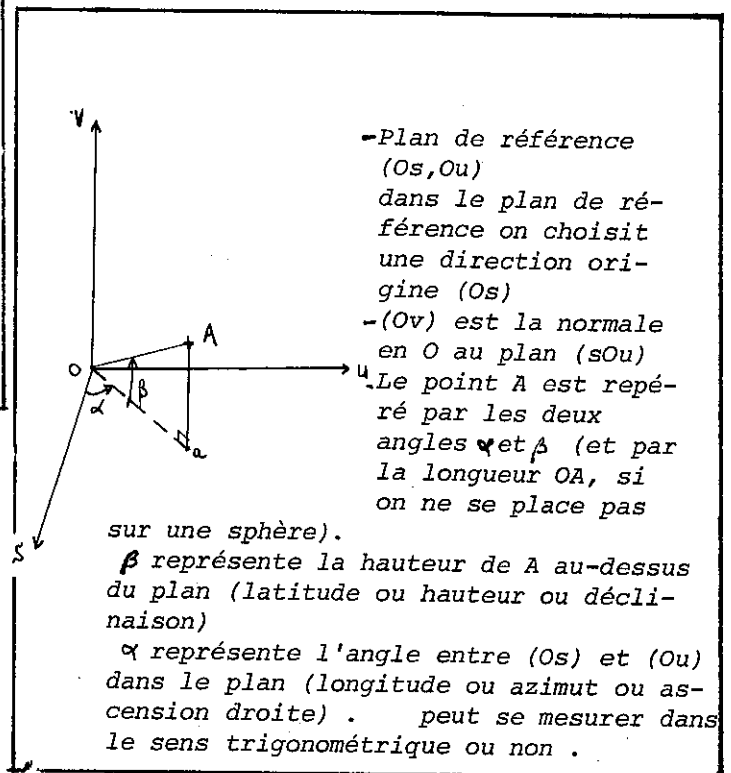 V
-Plan de référence
(Os,Ou)
dans le plan de ré-
férence on choisit
une direction ori-
gine (Os)
-(Ov) est la normale
en O au plan (sOu)
-Le point A est repé-
ré par les deux
angles α et β (et par
la longueur OA, si
on ne se place pas
sur une sphère).
β représente la hauteur de A au-dessus
du plan (latitude ou hauteur ou décli-
naison)
α représente l'angle entre (Os) et (Ou)
dans le plan (longitude ou azimut ou as-
cension droite) . peut se mesurer dans
le sens trigonométrique ou non .
A
O
u
α
β
a
S